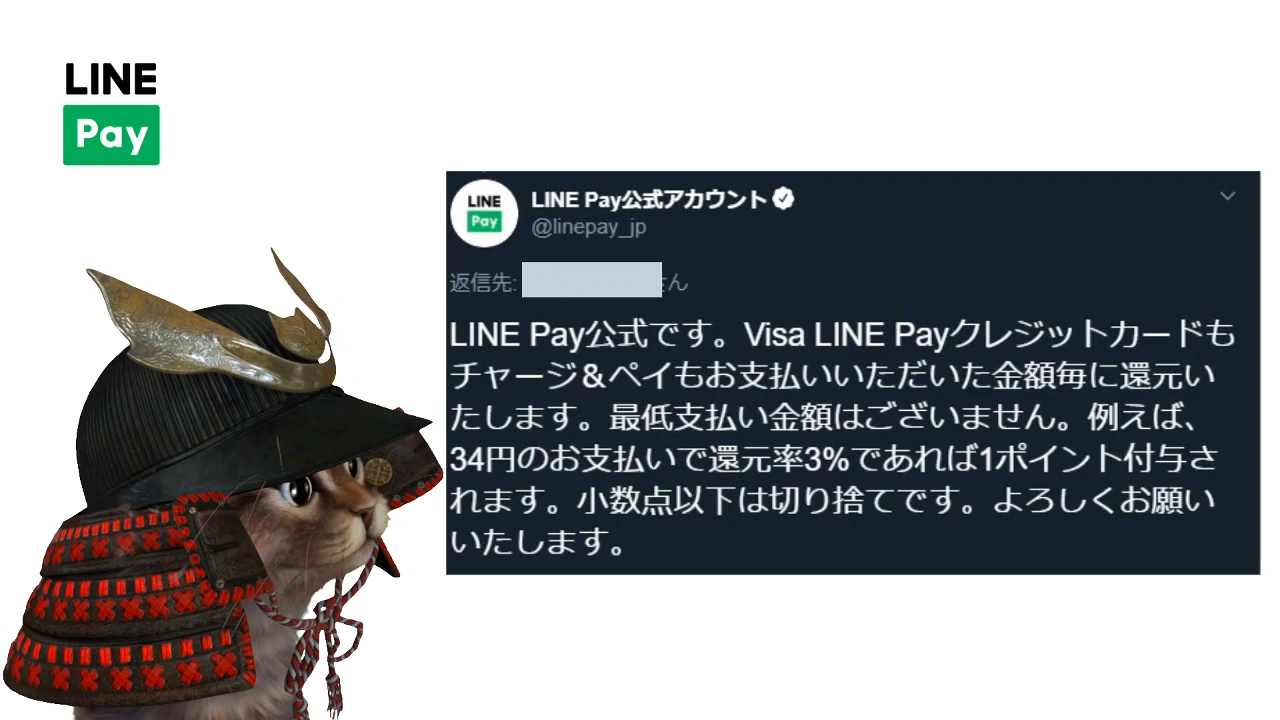 LINE
Pay
LINE
Pay
LINE Pay公式アカウント
@linepay_jp
返信先: さん
LINE Pay公式です。Visa LINE Payクレジットカードも
チャージ＆ペイもお支払いいただいた金額毎に還元い
たします。最低支払い金額はございません。例えば、
34円のお支払いで還元率3%であれば1ポイント付与さ
れます。小数点以下は切り捨てです。よろしくお願い
いたします。